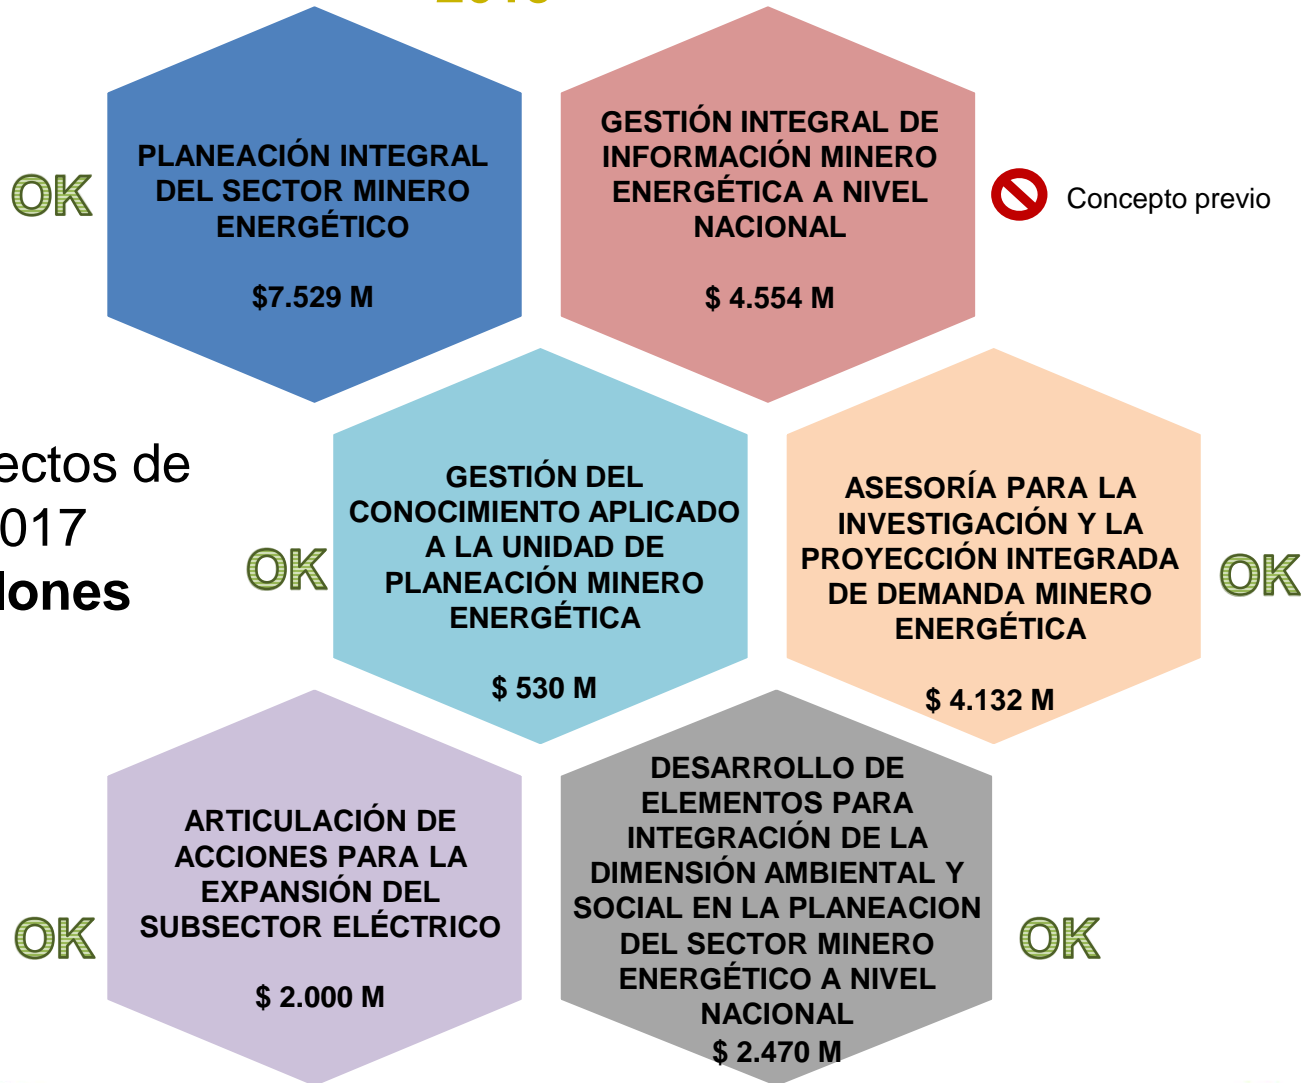 OK
PLANEACIÓN INTEGRAL
DEL SECTOR MINERO
ENERGÉTICO
$7.529 M
GESTIÓN INTEGRAL DE
INFORMACIÓN MINERO
ENERGÉTICA A NIVEL
NACIONAL
$ 4.554 M
Concepto previo
ectos de
017
lones
OK
GESTIÓN DEL
CONOCIMIENTO APLICADO
A LA UNIDAD DE
PLANEACIÓN MINERO
ENERGÉTICA
$ 530 M
ASESORÍA PARA LA
INVESTIGACIÓN Y LA
PROYECCIÓN INTEGRADA
DE DEMANDA MINERO
ENERGÉTICA
$ 4.132 M
OK
OK
ARTICULACIÓN DE
ACCIONES PARA LA
EXPANSIÓN DEL
SUBSECTOR ELÉCTRICO
$ 2.000 M
DESARROLLO DE
ELEMENTOS PARA
INTEGRACIÓN DE LA
DIMENSIÓN AMBIENTAL Y
SOCIAL EN LA PLANEACION
DEL SECTOR MINERO
ENERGÉTICO A NIVEL
NACIONAL
$ 2.470 M
OK